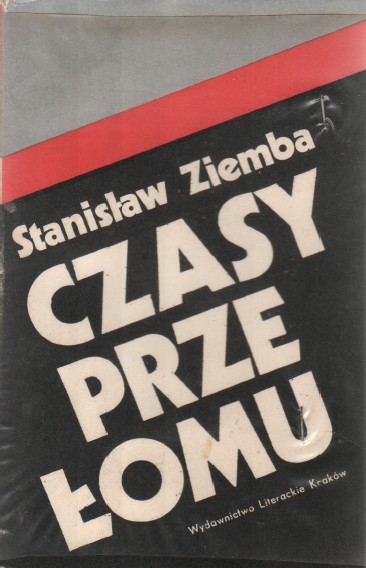 Stanisław Ziemba
CZASY
PRZE
ŁOMU
Wydawnictwo Literackie Kraków